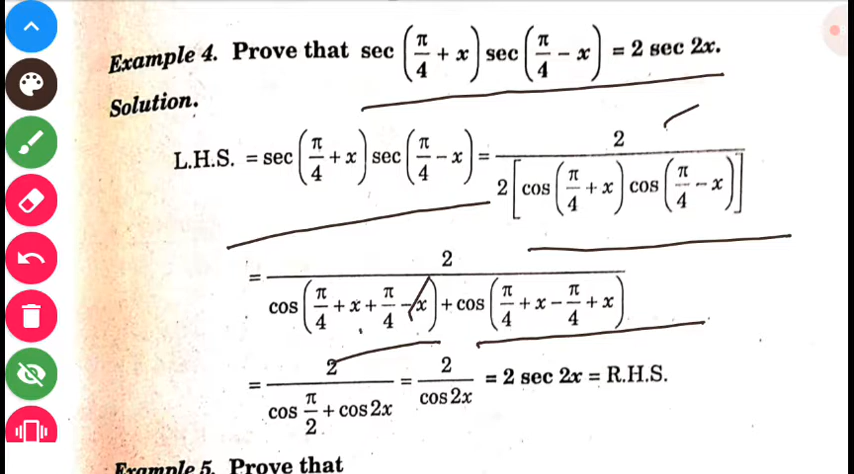 Example 4. Prove that sec (π/4 + x) sec (π/4 − x) = 2 sec 2x.
Solution.
L.H.S. = sec (π/4 + x) sec (π/4 − x) = 2 / 2[cos (π/4 + x) cos (π/4 − x)]
= 2 / cos (π/4 + x + π/4 − x) + cos (π/4 + x − π/4 + x)
= 2 / cos π/2 + cos 2x = 2 / cos 2x = 2 sec 2x = R.H.S.
Example 5. Prove that